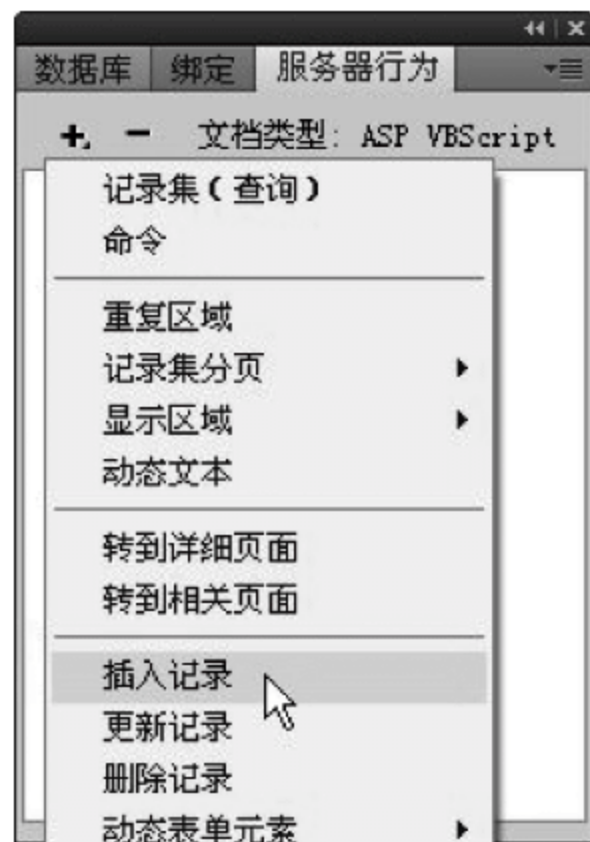 数据库 绑定 服务器行为
文档类型: ASP VBScript
记录集(查询)
命令
重复区域
记录集分页
显示区域
动态文本
转到详细页面
转到相关页面
插入记录
更新记录
删除记录
动态表单元素